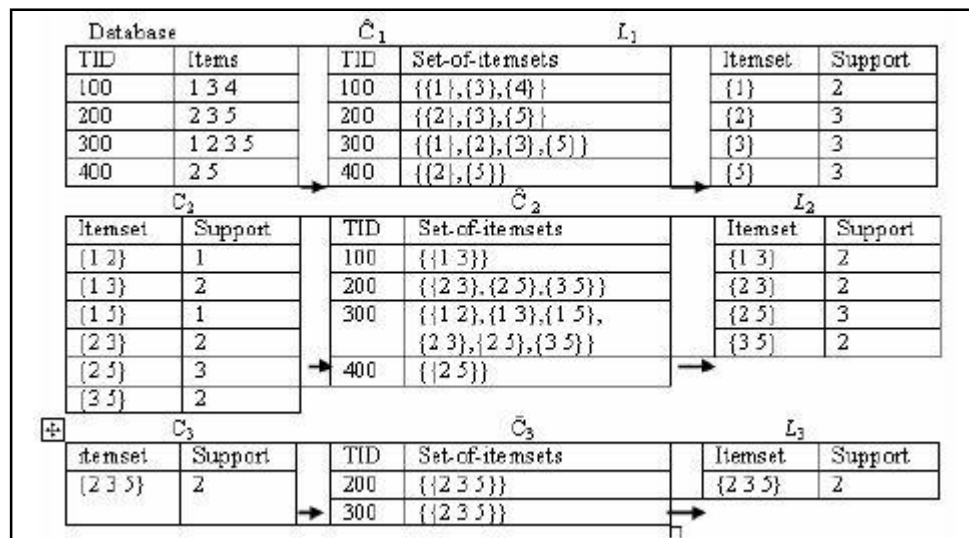 Database Ĉ1 L1
TID Items TID Set-of-itemsets Itemset Support
100 1 3 4 100 {{1},{3},{4}} {1} 2
200 2 3 5 200 {{2},{3},{5}} {2} 3
300 1 2 3 5 300 {{1},{2},{3},{5}} {3} 3
400 2 5 400 {{2},{5}} {5} 3
C2 Ĉ2 L2
Itemset Support TID Set-of-itemsets Itemset Support
{1 2} 1 100 {{1 3}} {1 3} 2
{1 3} 2 200 {{2 3},{2 5},{3 5}} {2 3} 2
{1 5} 1 300 {{1 2},{1 3},{1 5}, {2 5} 3
{2 3} 2 {2 3},{2 5},{3 5}} {3 5} 2
{2 5} 3 400 {{2 5}}
{3 5} 2
C3 C̄3 L3
itemset Support TID Set-of-itemsets Itemset Support
{2 3 5} 2 200 {{2 3 5}} {2 3 5} 2
300 {{2 3 5}}